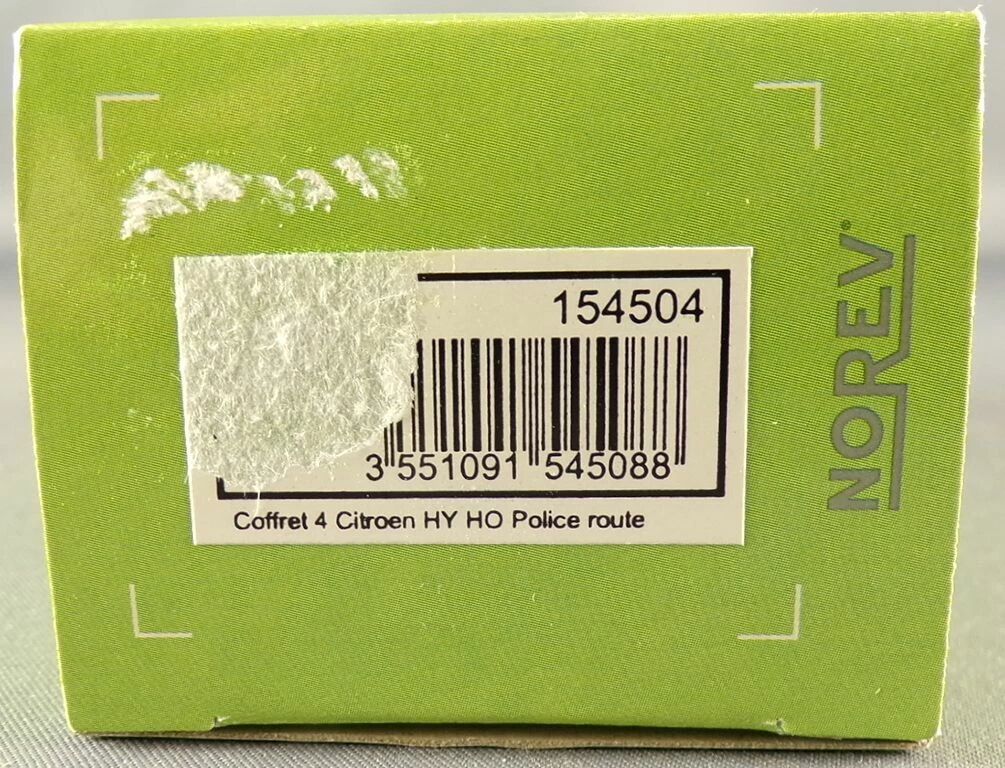 154504
3 551091 545088
Coffret 4 Citroen HY HO Police route
NOREV